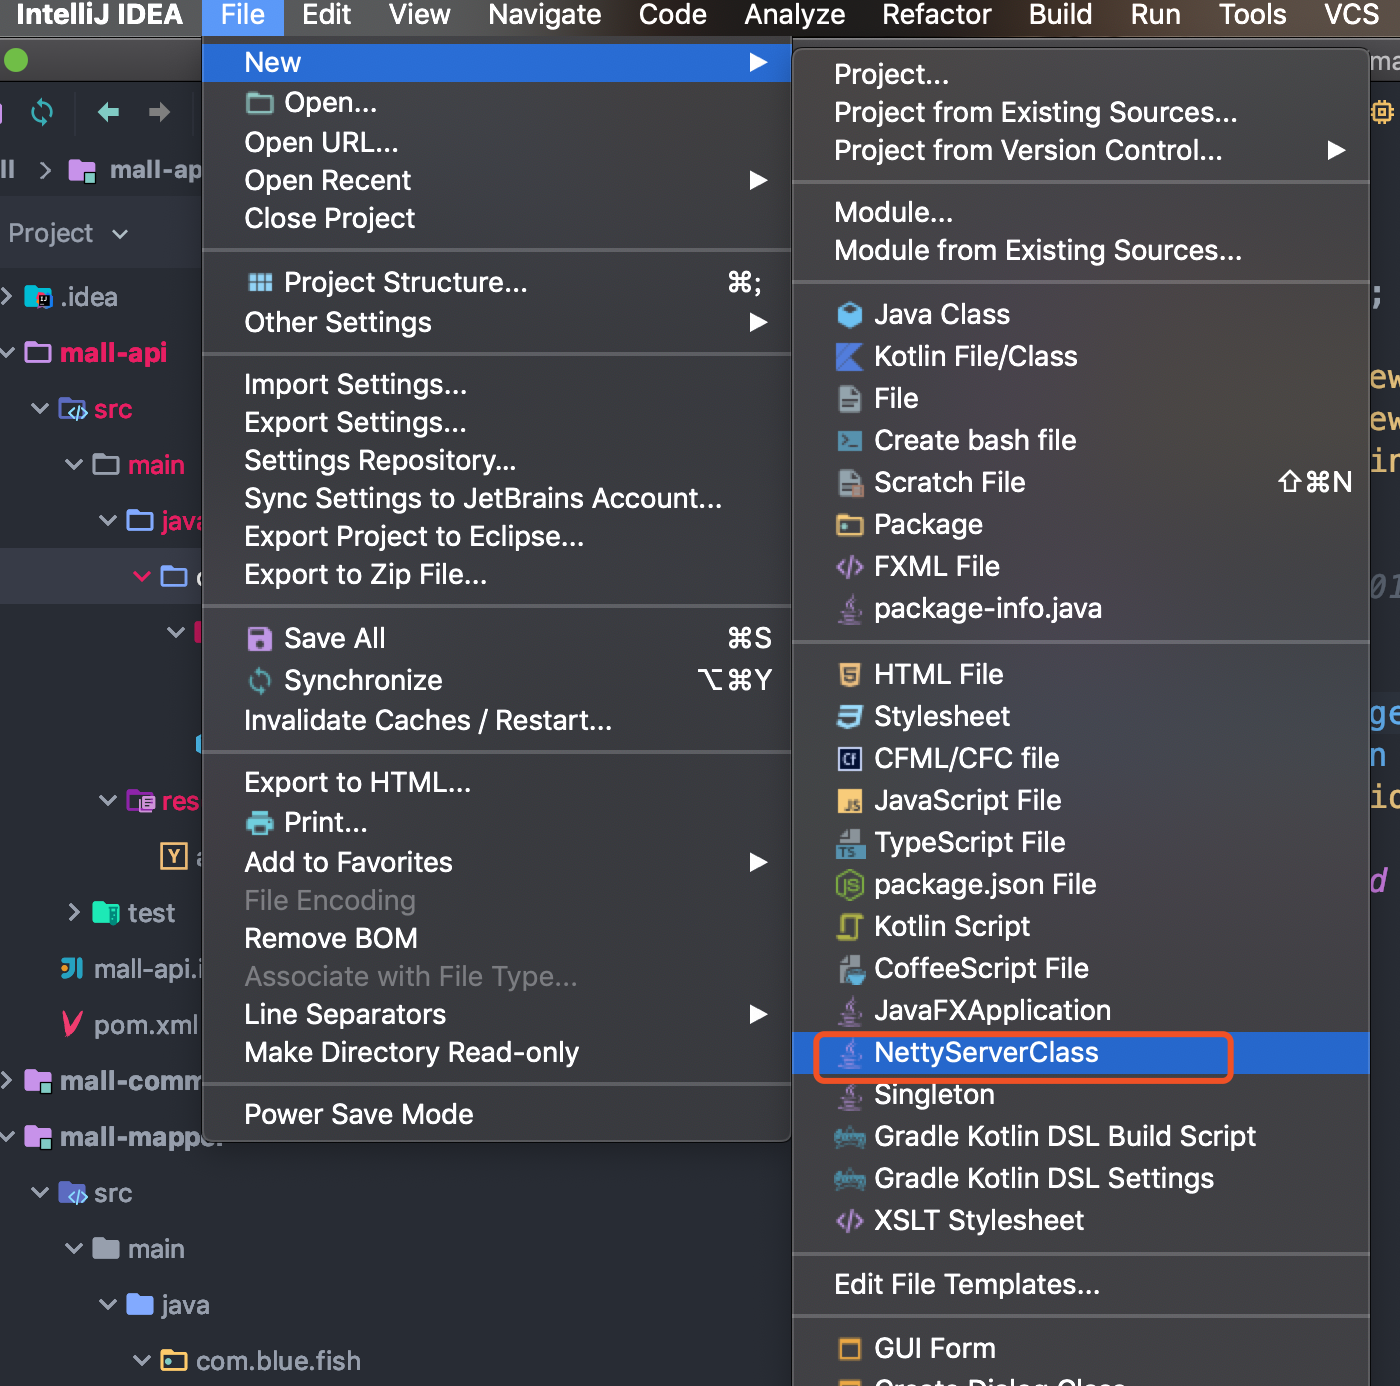 IntelliJ IDEA File Edit View Navigate Code Analyze Refactor Build Run Tools VCS
mall-ap
Project
.idea
mall-api
src
main
java
res
test
mall-api.i
pom.xml
mall-comm
mall-mapper
src
main
java
com.blue.fish
New
Open...
Open URL...
Open Recent
Close Project
Project Structure... ⌘;
Other Settings
Import Settings...
Export Settings...
Settings Repository...
Sync Settings to JetBrains Account...
Export Project to Eclipse...
Export to Zip File...
Save All ⌘S
Synchronize ⌥⌘Y
Invalidate Caches / Restart...
Export to HTML...
Print...
Add to Favorites
File Encoding
Remove BOM
Associate with File Type...
Line Separators
Make Directory Read-only
Power Save Mode
Project...
Project from Existing Sources...
Project from Version Control...
Module...
Module from Existing Sources...
Java Class
Kotlin File/Class
File
Create bash file
Scratch File ⇧⌘N
Package
FXML File
package-info.java
HTML File
Stylesheet
CFML/CFC file
JavaScript File
TypeScript File
package.json File
Kotlin Script
CoffeeScript File
JavaFXApplication
NettyServerClass
Singleton
Gradle Kotlin DSL Build Script
Gradle Kotlin DSL Settings
XSLT Stylesheet
Edit File Templates...
GUI Form
Create Dialog Class